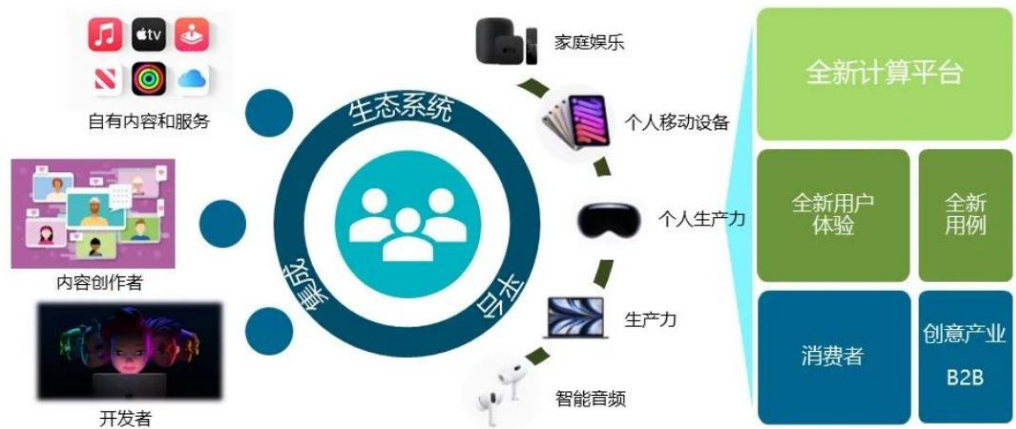 tv
自有内容和服务
内容创作者
开发者
生态系统
集成
平台
家庭娱乐
个人移动设备
个人生产力
生产力
智能音频
全新计算平台
全新用户
体验
全新
用例
消费者
创意产业
B2B